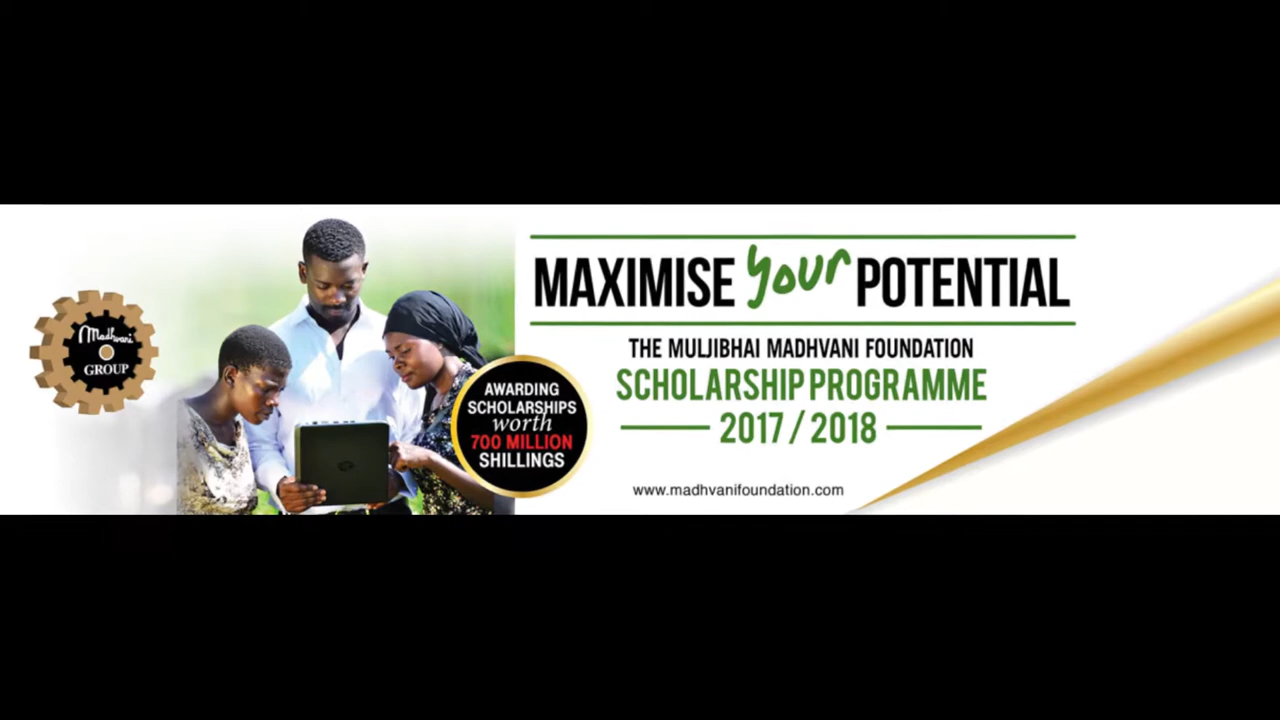 Madhvani
GROUP
MAXIMISE your POTENTIAL
THE MULJIBHAI MADHVANI FOUNDATION
SCHOLARSHIP PROGRAMME
2017 / 2018
AWARDING
SCHOLARSHIPS
worth
700 MILLION
SHILLINGS
www.madhvanifoundation.com
hp